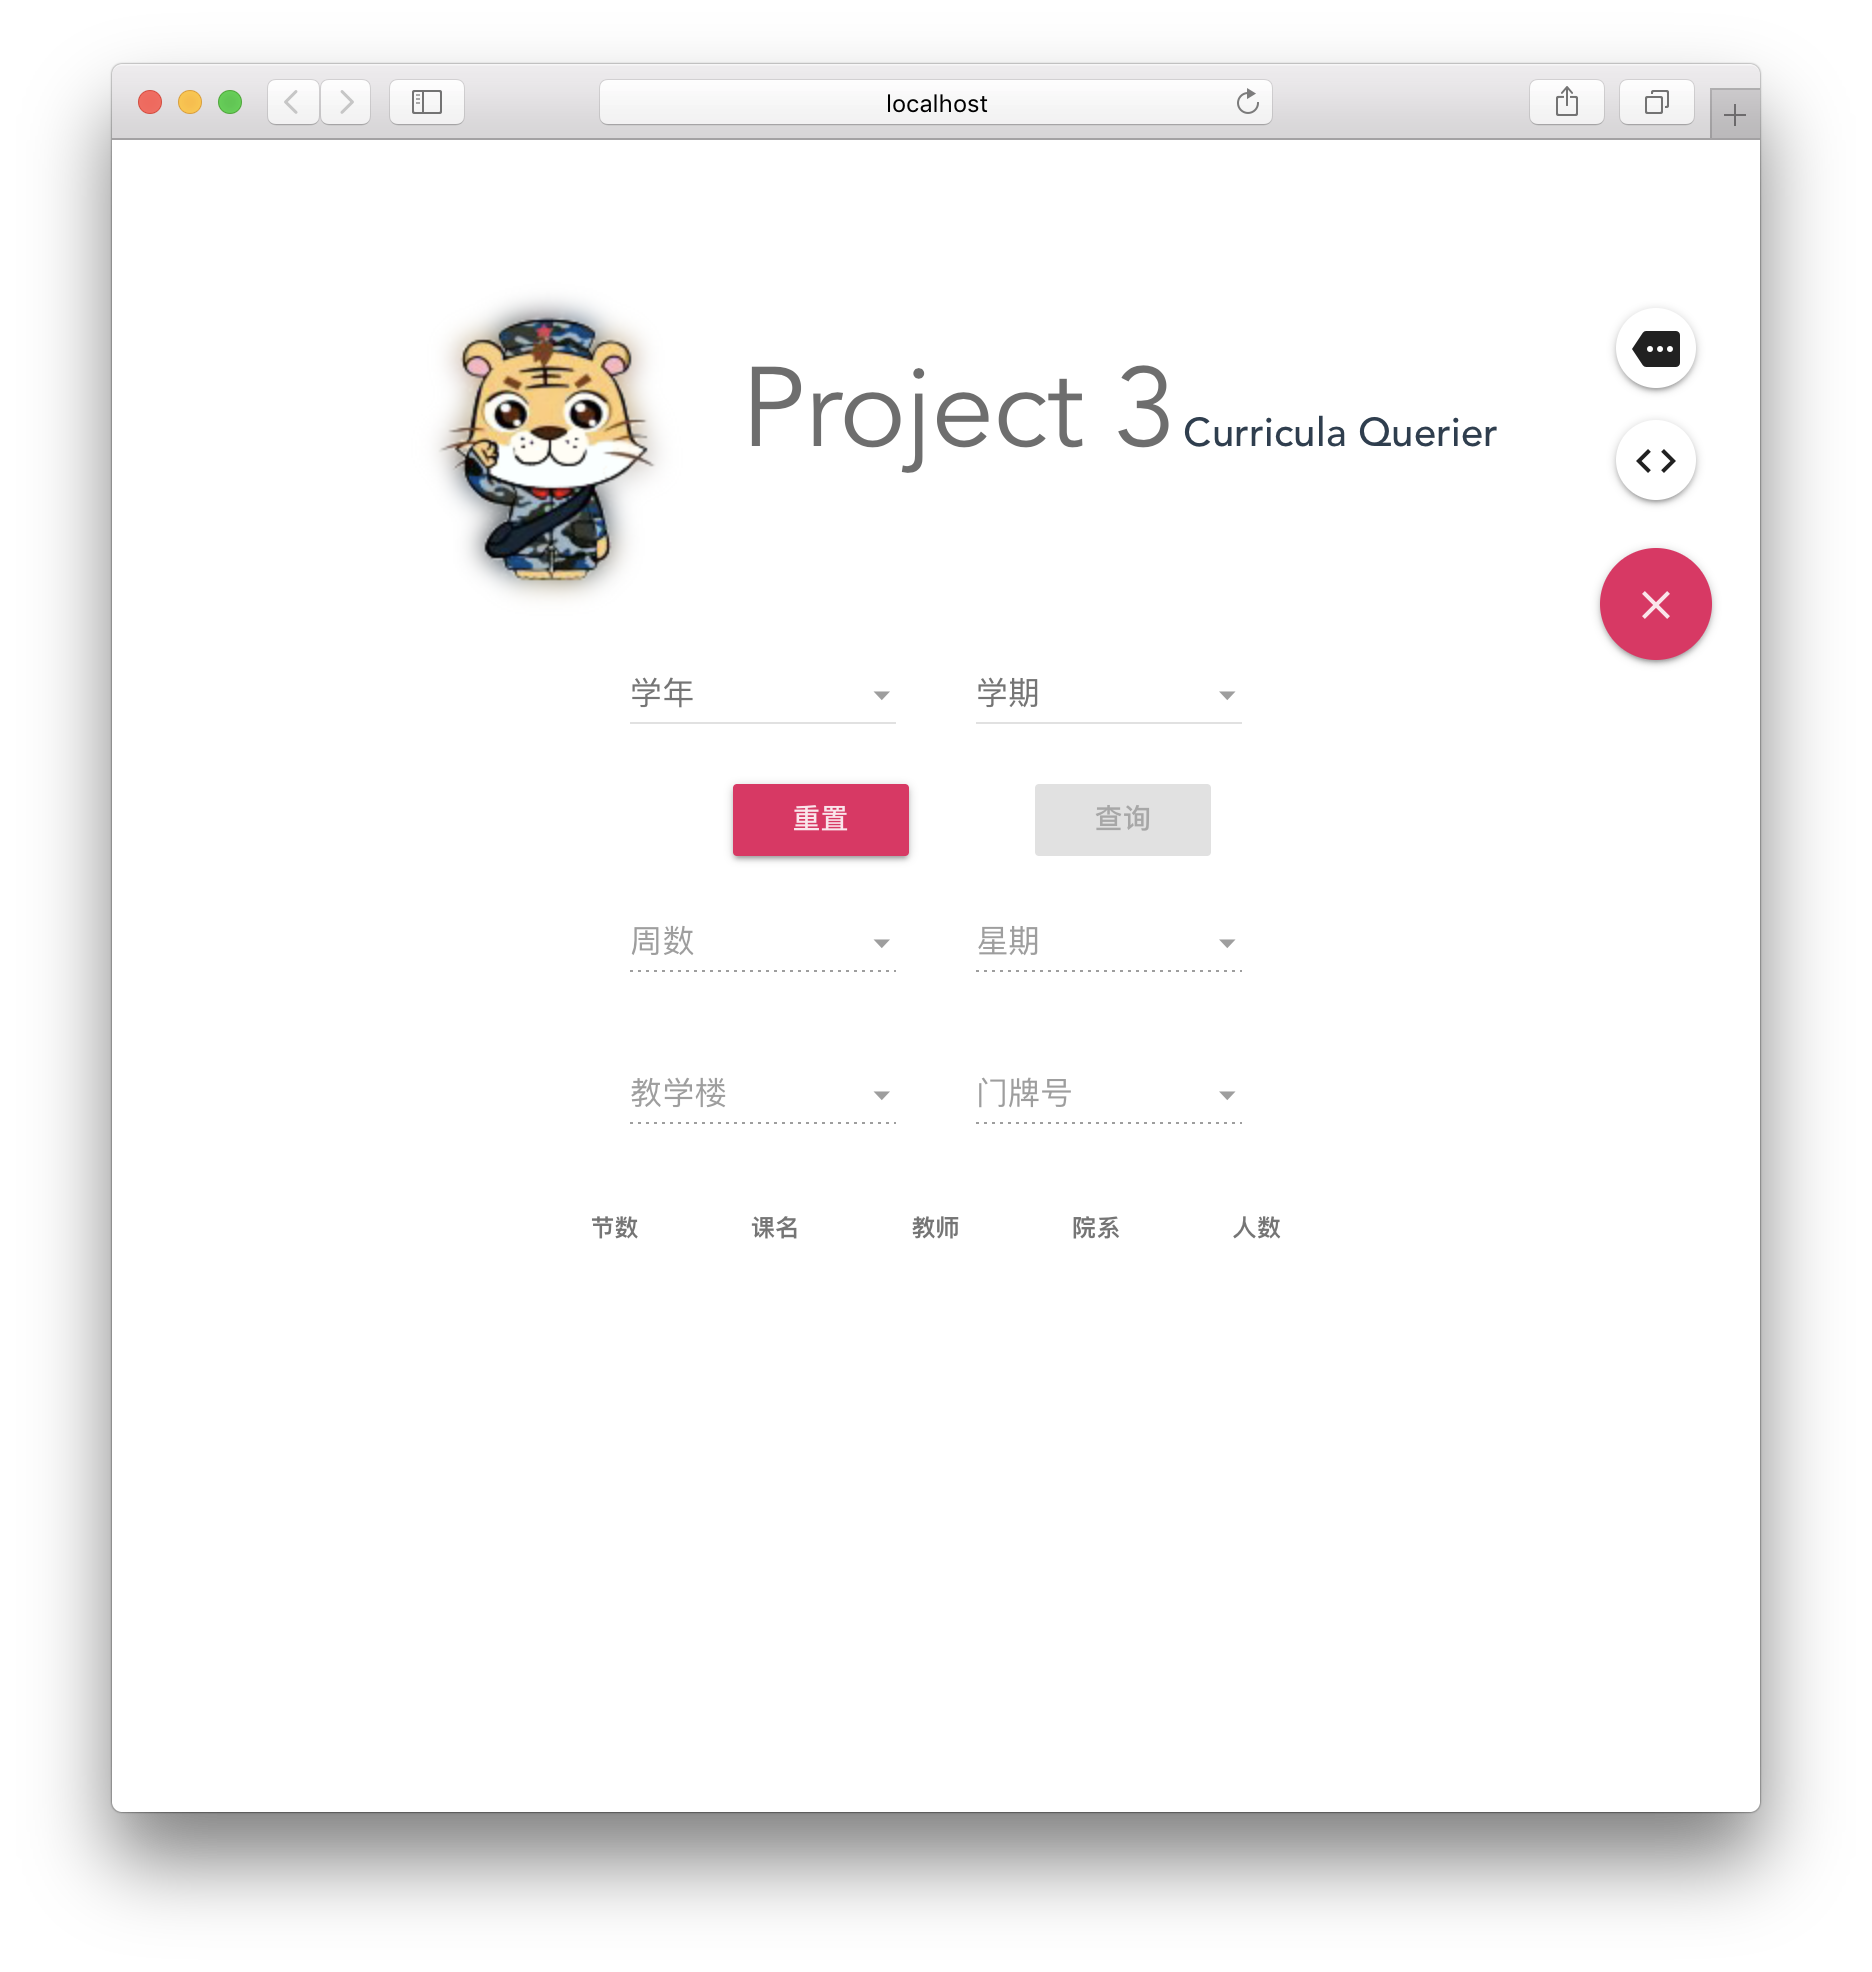 localhost
Project 3 Curricula Querier
学年 学期
重置 查询
周数 星期
教学楼 门牌号
节数 课名 教师 院系 人数